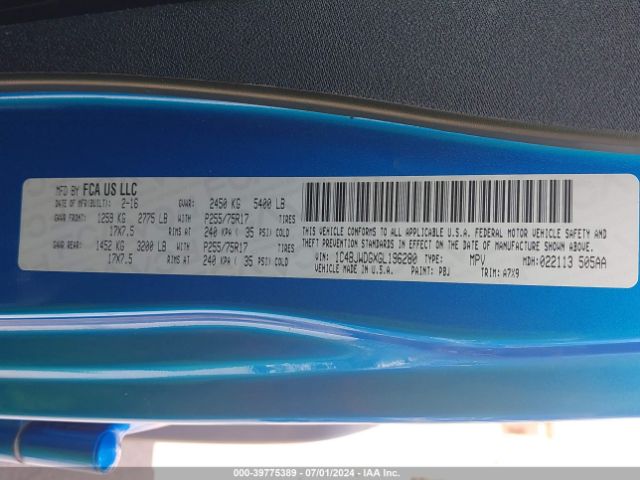 MFD BY FCA US LLC
DATE OF MFR(BUILT): 2-16 GVWR: 2450 KG 5400 LB
GAWR FRONT: 1259 KG 2775 LB WITH P255/75R17 TIRES
17X7.5 RIMS AT 240 KPA ( 35 PSI) COLD
GAWR REAR: 1452 KG 3200 LB WITH P255/75R17 TIRES
17X7.5 RIMS AT 240 KPA ( 35 PSI) COLD
THIS VEHICLE CONFORMS TO ALL APPLICABLE U.S.A. FEDERAL MOTOR VEHICLE SAFETY,
BUMPER AND THEFT PREVENTION STANDARDS IN EFFECT ON THE DATE OF MANUFACTURE SHOWN ABOVE.
VIN: 1C4BJWDGXGL196280 TYPE: MPV MDH: 022113 505AA
VEHICLE MADE IN U.S.A. PAINT: PBJ TRIM: A7X9
000-39775389 - 07/01/2024 - IAA Inc.